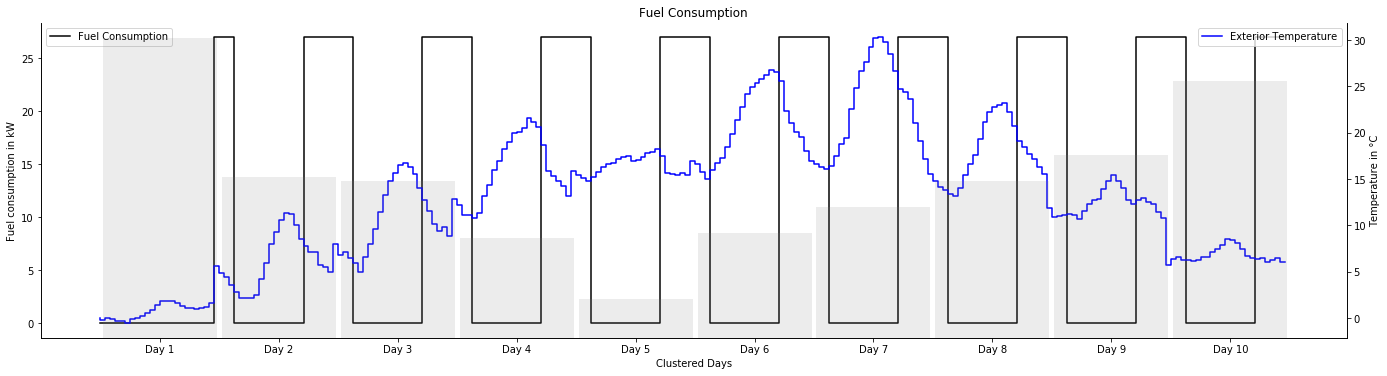 Fuel Consumption
Fuel Consumption
Exterior Temperature
Fuel consumption in kW
25
20
15
10
5
0
Temperature in °C
30
25
20
15
10
5
0
Day 1 Day 2 Day 3 Day 4 Day 5 Day 6 Day 7 Day 8 Day 9 Day 10
Clustered Days